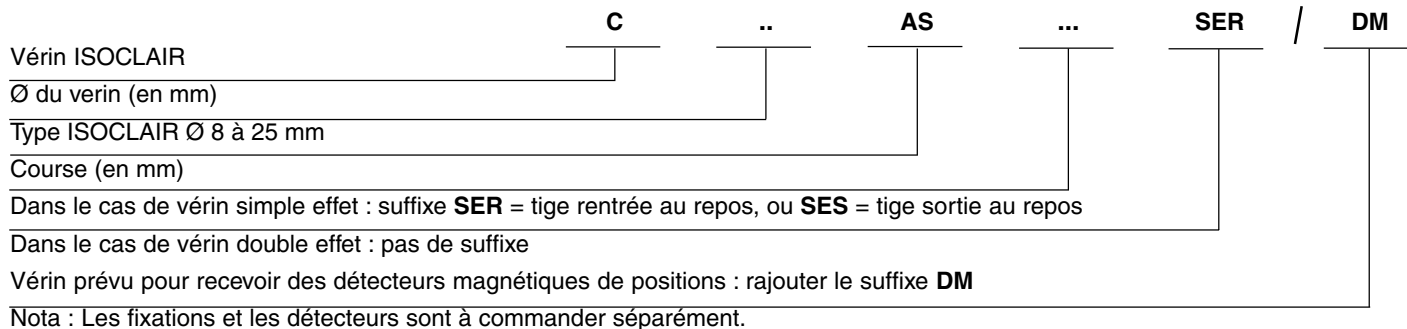 C .. AS ... SER / DM
Vérin ISOCLAIR
Ø du verin (en mm)
Type ISOCLAIR Ø 8 à 25 mm
Course (en mm)
Dans le cas de vérin simple effet : suffixe SER = tige rentrée au repos, ou SES = tige sortie au repos
Dans le cas de vérin double effet : pas de suffixe
Vérin prévu pour recevoir des détecteurs magnétiques de positions : rajouter le suffixe DM
Nota : Les fixations et les détecteurs sont à commander séparément.